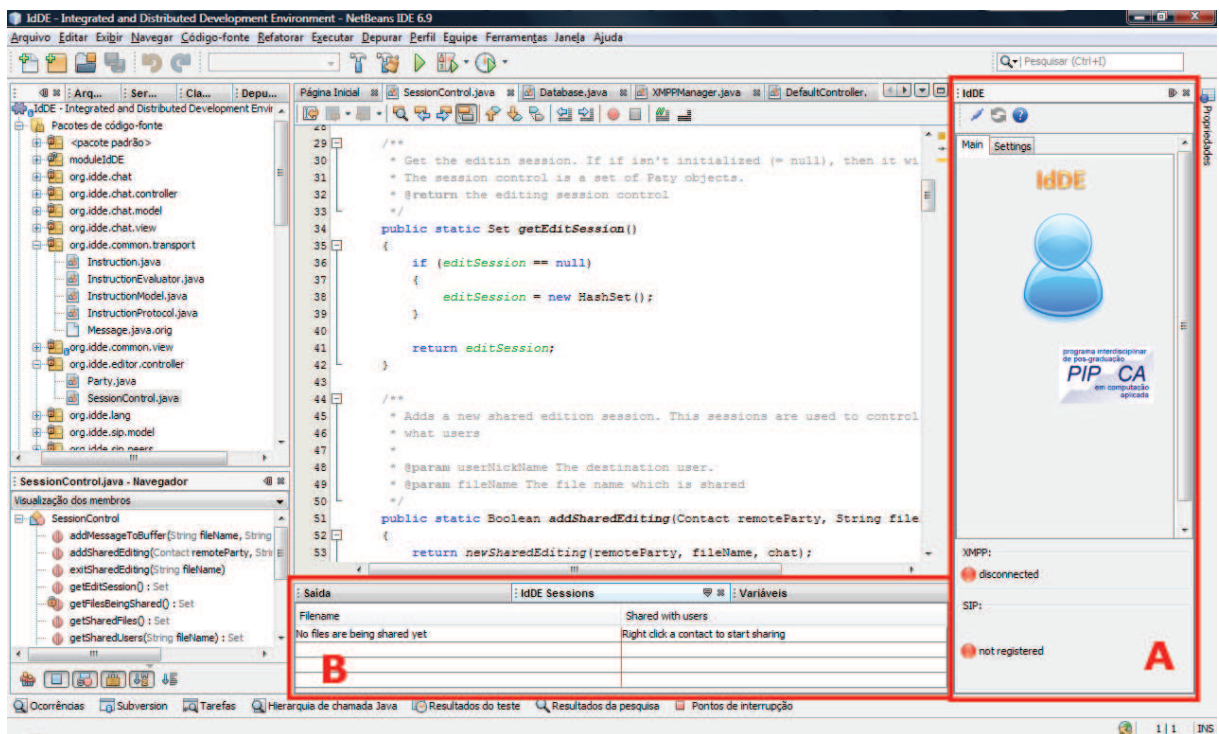 IdDE - Integrated and Distributed Development Environment - NetBeans IDE 6.9
Arquivo Editar Exibir Navegar Código-fonte Refatorar Executar Depurar Perfil Equipe Ferramentas Janela Ajuda
Pesquisar (Ctrl+I)
Arq... Ser... Cla... Depu...
IdDE - Integrated and Distributed Development Envir
Pacotes de código-fonte
<pacote padrão>
moduleIdDE
org.idde.chat
org.idde.chat.controller
org.idde.chat.model
org.idde.chat.view
org.idde.common.transport
Instruction.java
InstructionEvaluator.java
InstructionModel.java
InstructionProtocol.java
Message.java.orig
org.idde.common.view
org.idde.editor.controller
Party.java
SessionControl.java
org.idde.lang
org.idde.sip.model
org.idde.sip.peers
SessionControl.java - Navegador
Visualização dos membros
SessionControl
addMessageToBuffer(String fileName, String
addSharedEditing(Contact remoteParty, Strin
exitSharedEditing(String fileName)
getEditSession() : Set
getFilesBeingShared() : Set
getSharedFiles() : Set
getSharedUsers(String fileName) : Set
Página Inicial SessionControl.java Database.java XMPPManager.java DefaultController.
28
29 /**
30 * Get the editin session. If if isn't initialized (= null), then it wi
31 * The session control is a set of Paty objects.
32 * @return the editing session control
33 */
34 public static Set getEditSession()
35 {
36 if (editSession == null)
37 {
38 editSession = new HashSet();
39 }
40
41 return editSession;
42 }
43
44 /**
45 * Adds a new shared edition session. This sessions are used to control
46 * what users
47 *
48 * @param userNickName The destination user.
49 * @param fileName The file name which is shared
50 */
51 public static Boolean addSharedEditing(Contact remoteParty, String file
52 {
53 return newSharedEditing(remoteParty, fileName, chat);
Saída IdDE Sessions Variáveis
Filename Shared with users
No files are being shared yet Right click a contact to start sharing
B
IdDE
Main Settings
IdDE
programa interdisciplinar
de pos-graduação
PIP CA
em computação
aplicada
XMPP:
disconnected
SIP:
not registered
A
Propriedades
Ocorrências Subversion Tarefas Hierarquia de chamada Java Resultados do teste Resultados da pesquisa Pontos de interrupção
1|1 INS